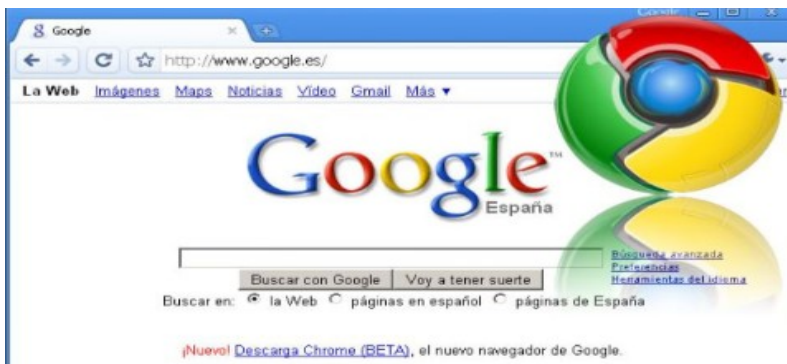 Google
Google
http://www.google.es/
La Web Imágenes Maps Noticias Vídeo Gmail Más ▼
Google™
España
Búsqueda avanzada
Preferencias
Herramientas del idioma
Buscar con Google Voy a tener suerte
Buscar en: la Web páginas en español páginas de España
¡Nuevo! Descarga Chrome (BETA), el nuevo navegador de Google.